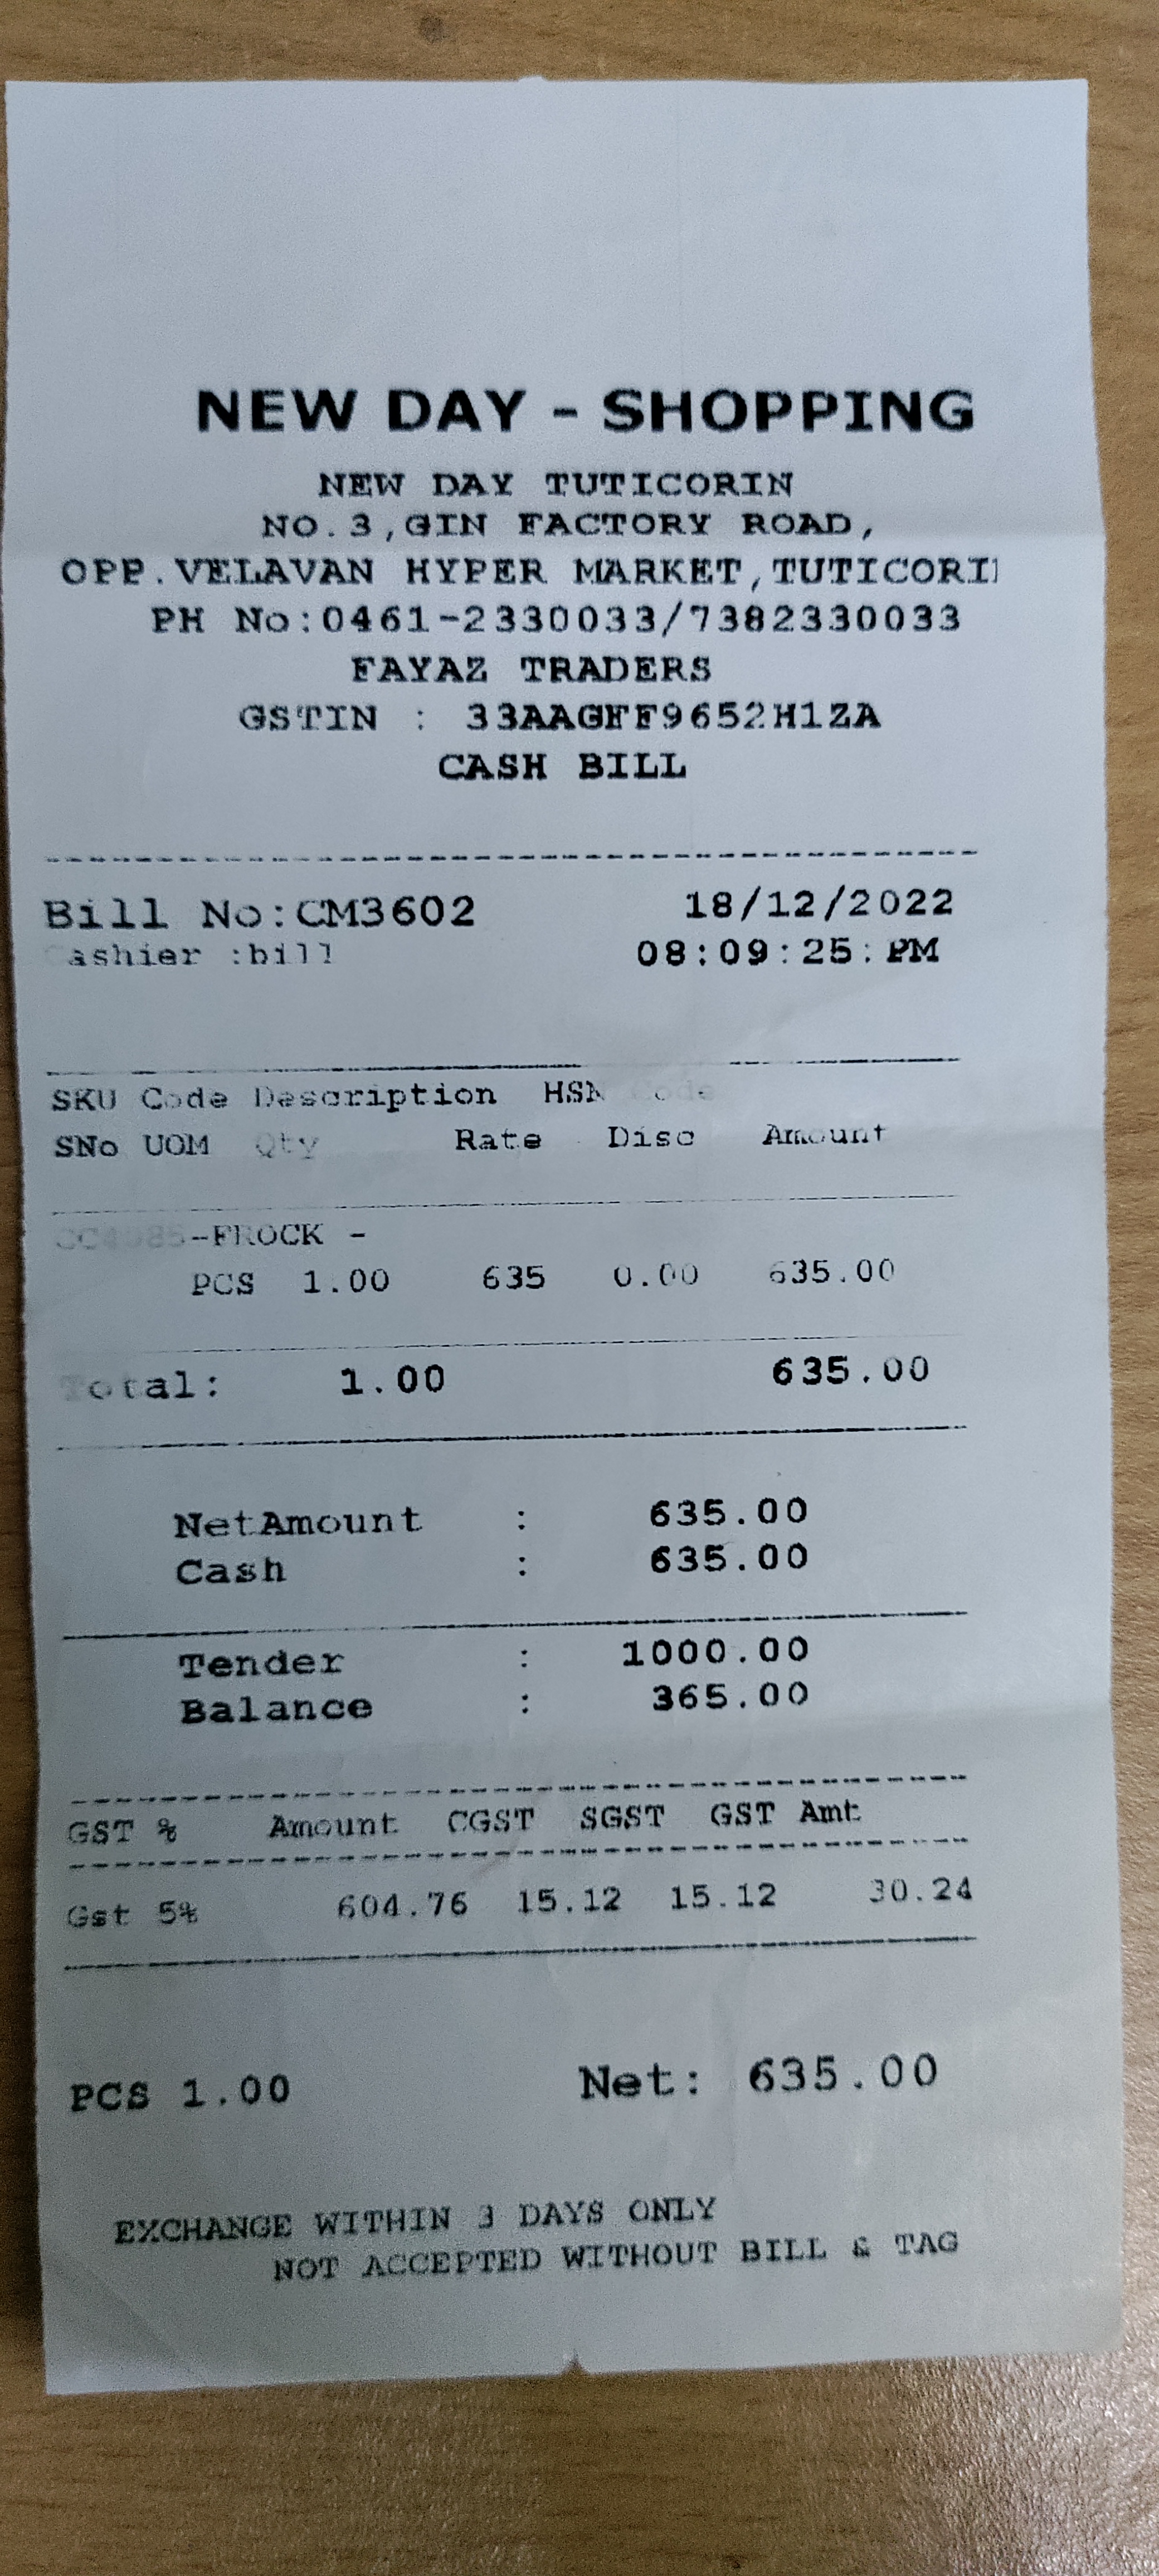 NEW DAY - SHOPPING
NEW DAY TUTICORIN
NO.3,GIN FACTORY ROAD,
OPP.VELAVAN HYPER MARKET,TUTICORI
PH No:0461-2330033/7382330033
FAYAZ TRADERS
GSTIN : 33AAGFF9652H1ZA
CASH BILL
Bill No:CM3602 18/12/2022
Cashier :bill 08:09:25:PM
SKU Code Description HSN Code
SNo UOM Qty Rate Disc Amount
-FROCK -
PCS 1.00 635 0.00 635.00
Total: 1.00 635.00
NetAmount : 635.00
Cash : 635.00
Tender : 1000.00
Balance : 365.00
GST % Amount CGST SGST GST Amt
Gst 5% 604.76 15.12 15.12 30.24
PCS 1.00 Net: 635.00
EXCHANGE WITHIN 3 DAYS ONLY
NOT ACCEPTED WITHOUT BILL & TAG